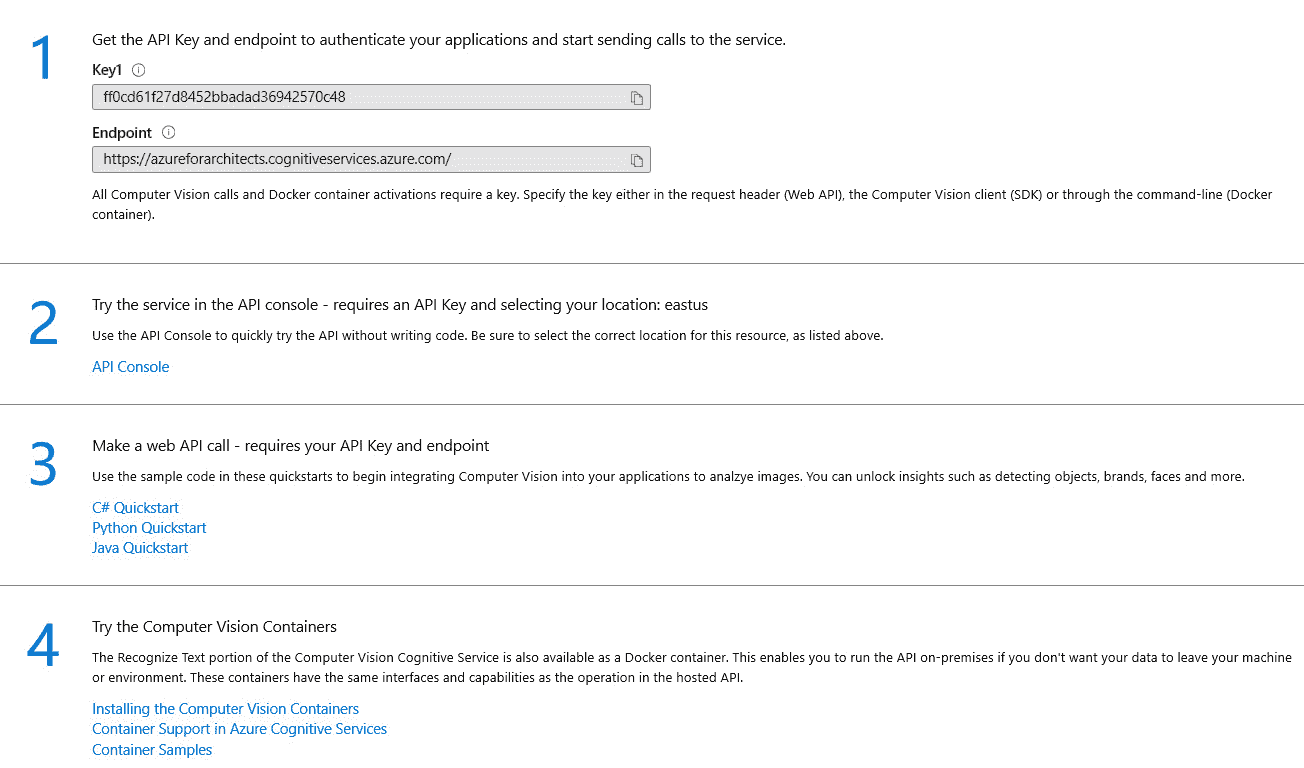 1
Get the API Key and endpoint to authenticate your applications and start sending calls to the service.
Key1
ff0cd61f27d8452bbadad36942570c48
Endpoint
https://azureforarchitects.cognitiveservices.azure.com/
All Computer Vision calls and Docker container activations require a key. Specify the key either in the request header (Web API), the Computer Vision client (SDK) or through the command-line (Docker
container).
2
Try the service in the API console - requires an API Key and selecting your location: eastus
Use the API Console to quickly try the API without writing code. Be sure to select the correct location for this resource, as listed above.
API Console
3
Make a web API call - requires your API Key and endpoint
Use the sample code in these quickstarts to begin integrating Computer Vision into your applications to analzye images. You can unlock insights such as detecting objects, brands, faces and more.
C# Quickstart
Python Quickstart
Java Quickstart
4
Try the Computer Vision Containers
The Recognize Text portion of the Computer Vision Cognitive Service is also available as a Docker container. This enables you to run the API on-premises if you don't want your data to leave your machine
or environment. These containers have the same interfaces and capabilities as the operation in the hosted API.
Installing the Computer Vision Containers
Container Support in Azure Cognitive Services
Container Samples